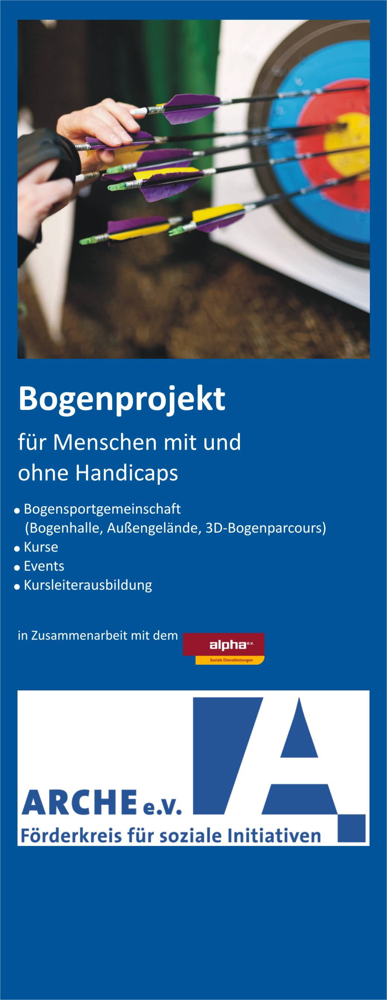 Bogenprojekt
für Menschen mit und
ohne Handicaps
• Bogensportgemeinschaft
(Bogenhalle, Außengelände, 3D-Bogenparcours)
• Kurse
• Events
• Kursleiterausbildung
in Zusammenarbeit mit dem
alpha e.V.
Soziale Dienstleistungen
A
ARCHE e.V.
Förderkreis für soziale Initiativen